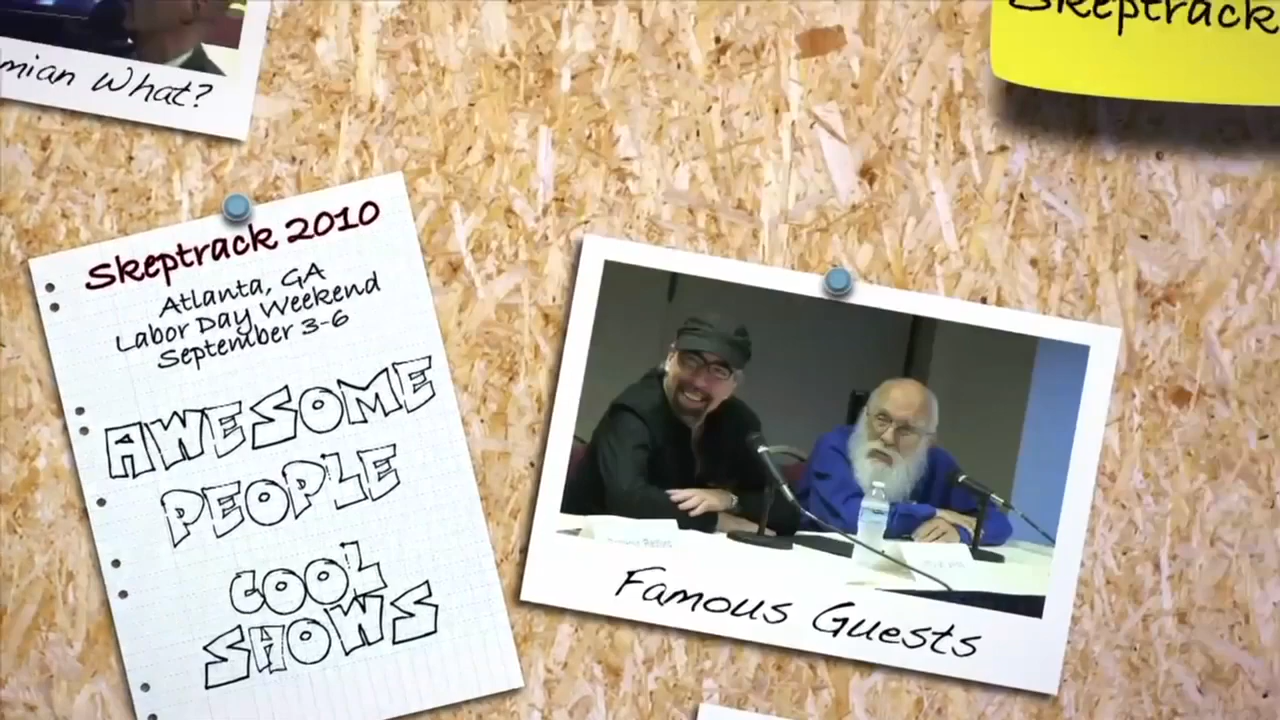 Skeptrack
mian What?
Skeptrack 2010
Atlanta, GA
Labor Day Weekend
September 3-6
AWESOME
PEOPLE
COOL
SHOWS
Famous Guests